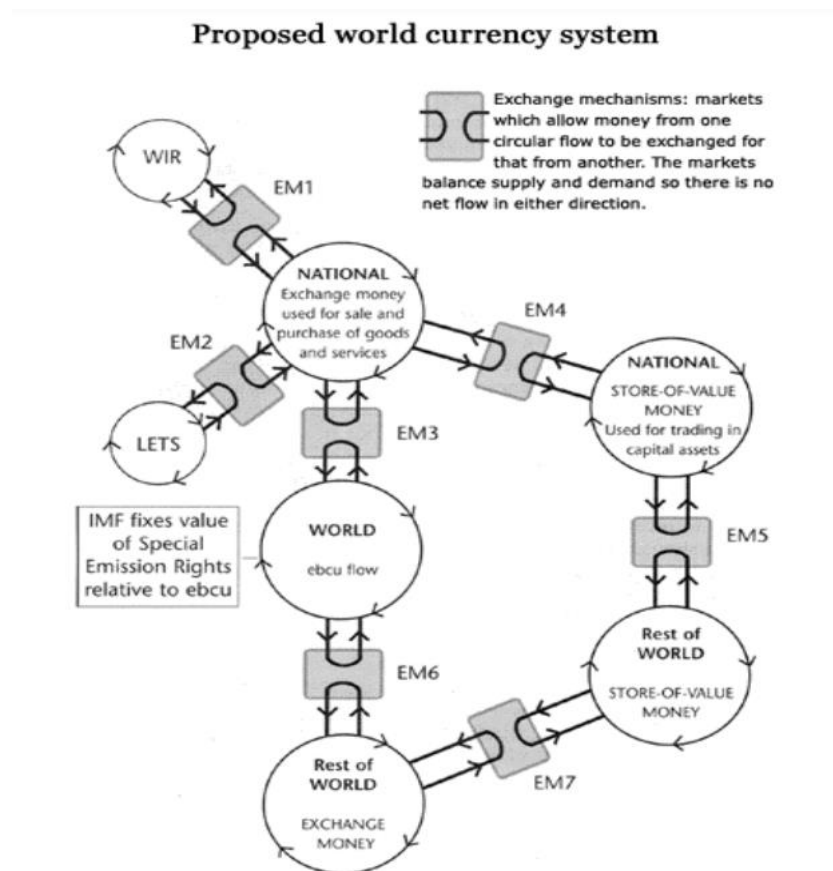 Proposed world currency system
Exchange mechanisms: markets
which allow money from one
circular flow to be exchanged for
that from another. The markets
balance supply and demand so there is no
net flow in either direction.
WIR
EM1
NATIONAL
Exchange money
used for sale and
purchase of goods
and services
EM4
EM2
NATIONAL
STORE-OF-VALUE
MONEY
Used for trading in
capital assets
LETS
EM3
IMF fixes value
of Special
Emission Rights
relative to ebcu
WORLD
ebcu flow
EM5
Rest of
WORLD
STORE-OF-VALUE
MONEY
EM6
Rest of
WORLD
EXCHANGE
MONEY
EM7